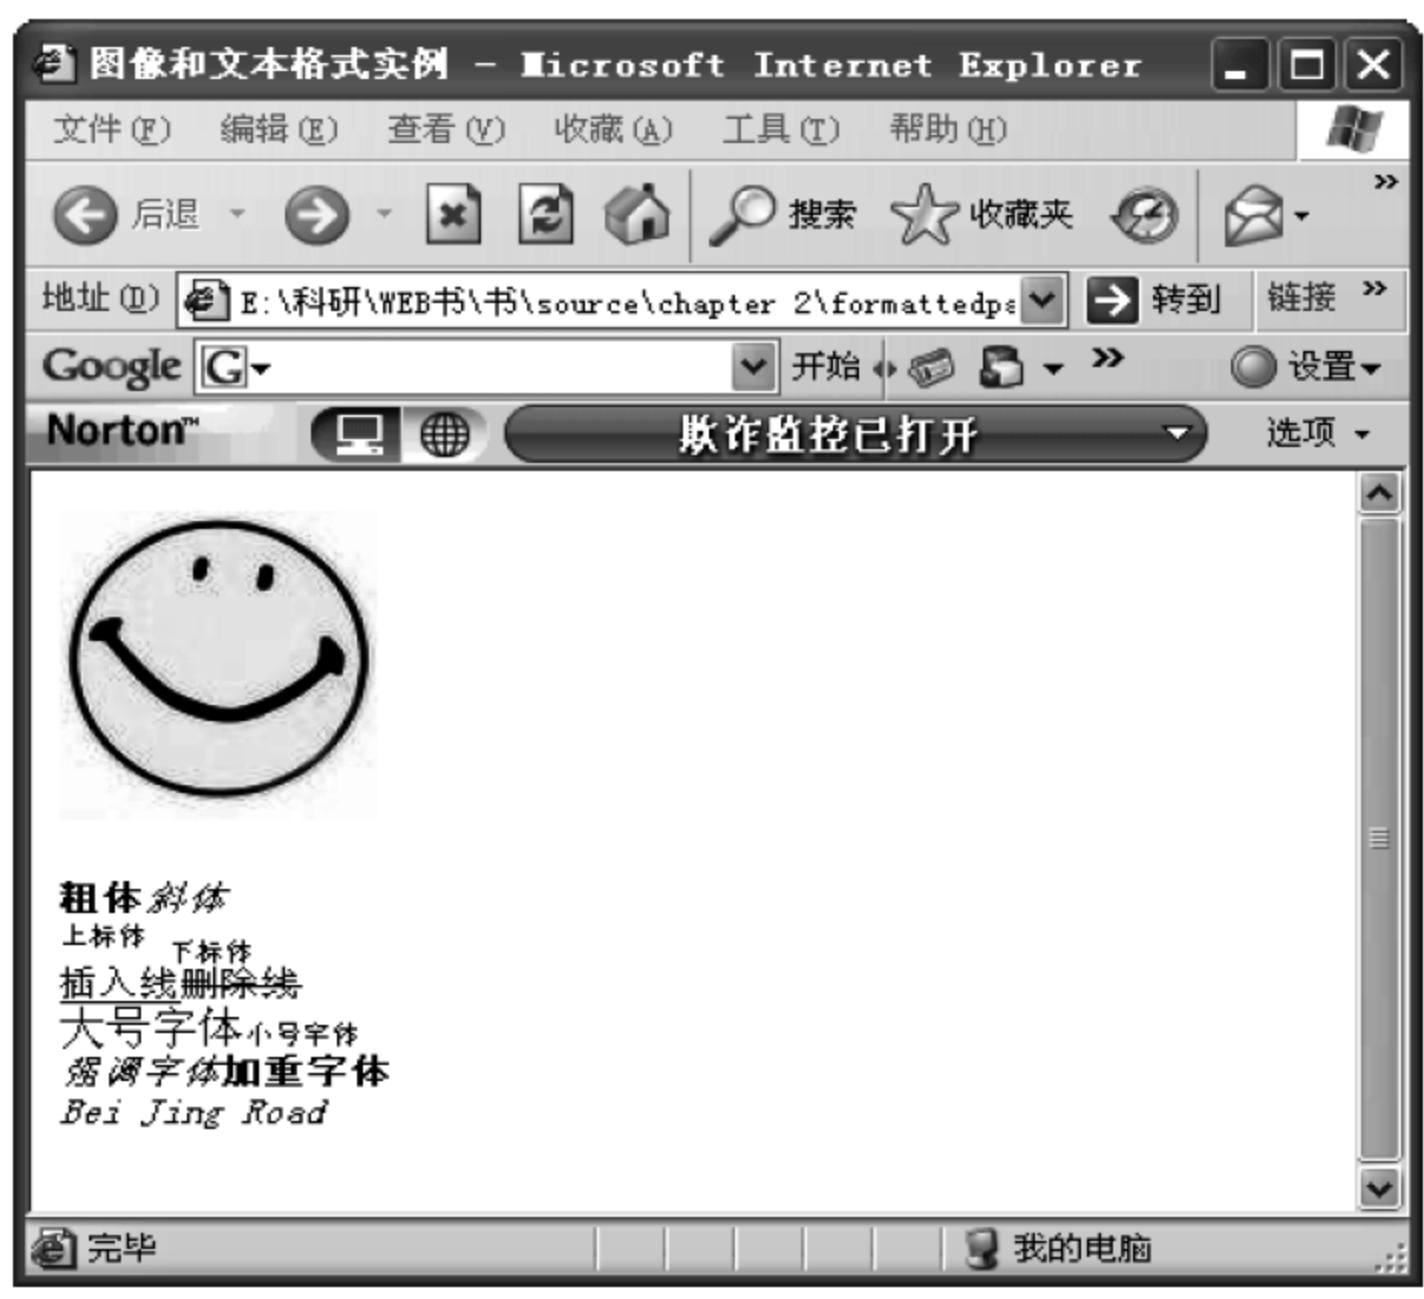 图像和文本格式实例 - Microsoft Internet Explorer
文件(F) 编辑(E) 查看(V) 收藏(A) 工具(T) 帮助(H)
后退 搜索 收藏夹 »
地址(D) E:\科研\WEB书\书\source\chapter 2\formattedpa 转到 链接 »
Google G 开始 » 设置
Norton™ 欺诈监控已打开 选项
粗体斜体
上标体 下标体
插入线删除线
大号字体小号字体
强调字体加重字体
Bei Jing Road
完毕 我的电脑